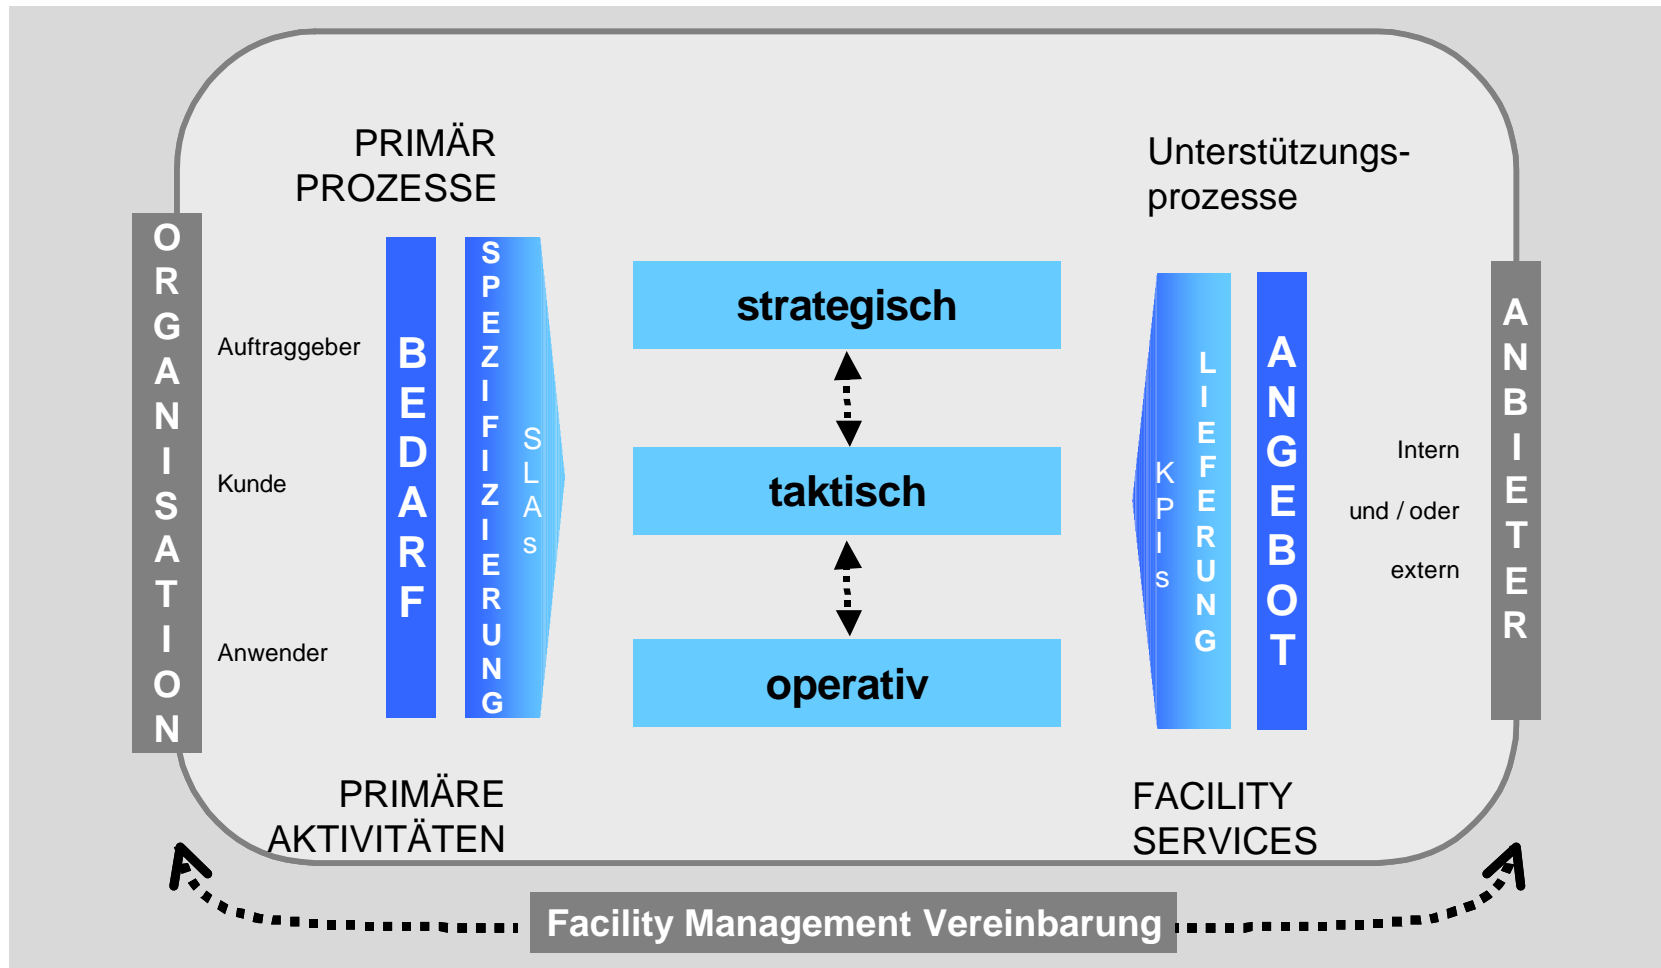 PRIMÄR
PROZESSE
Unterstützungs-
prozesse
ORGANISATION
Auftraggeber
Kunde
Anwender
BEDARF
SPEZIFIZIERUNG
SLAs
strategisch
taktisch
operativ
KPIs
LIEFERUNG
ANGEBOT
Intern
und / oder
extern
ANBIETER
PRIMÄRE
AKTIVITÄTEN
FACILITY
SERVICES
Facility Management Vereinbarung